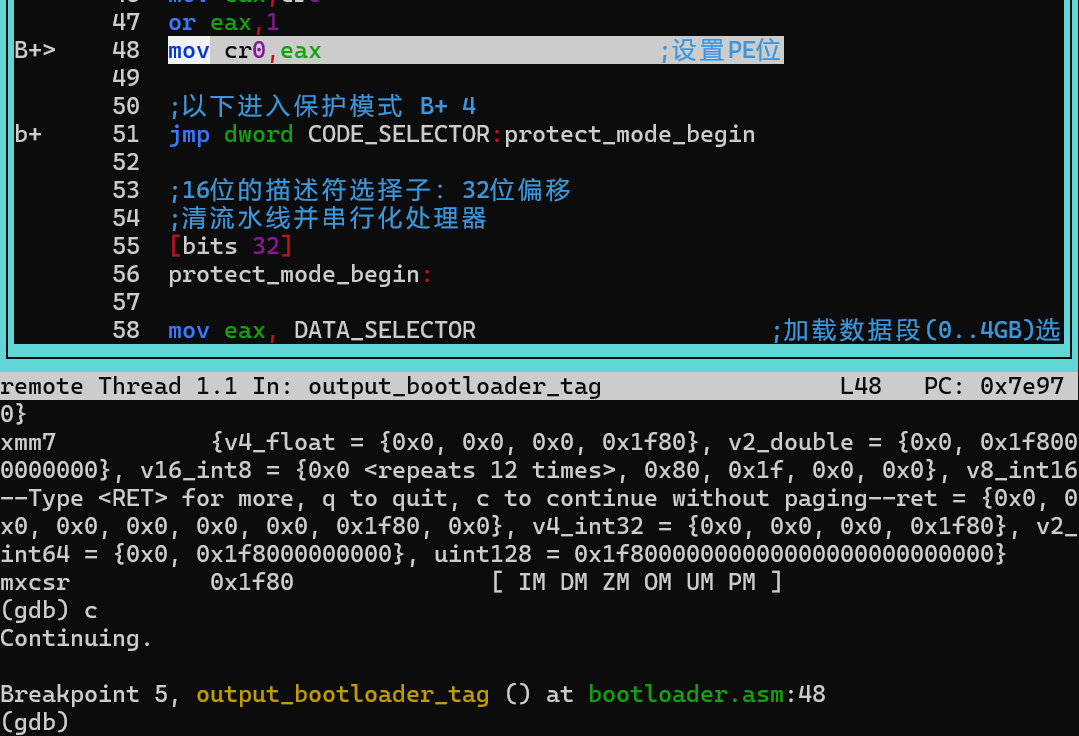 47 or eax,1
B+> 48 mov cr0,eax ;设置PE位
49
50 ;以下进入保护模式 B+ 4
b+ 51 jmp dword CODE_SELECTOR:protect_mode_begin
52
53 ;16位的描述符选择子: 32位偏移
54 ;清流水线并串行化处理器
55 [bits 32]
56 protect_mode_begin:
57
58 mov eax, DATA_SELECTOR ;加载数据段(0..4GB)选
remote Thread 1.1 In: output_bootloader_tag L48 PC: 0x7e97
0}
xmm7 {v4_float = {0x0, 0x0, 0x0, 0x1f80}, v2_double = {0x0, 0x1f800
0000000}, v16_int8 = {0x0 <repeats 12 times>, 0x80, 0x1f, 0x0, 0x0}, v8_int16
--Type <RET> for more, q to quit, c to continue without paging--ret = {0x0, 0
x0, 0x0, 0x0, 0x0, 0x0, 0x1f80, 0x0}, v4_int32 = {0x0, 0x0, 0x0, 0x1f80}, v2_
int64 = {0x0, 0x1f8000000000}, uint128 = 0x1f80000000000000000000000000}
mxcsr 0x1f80 [ IM DM ZM OM UM PM ]
(gdb) c
Continuing.
Breakpoint 5, output_bootloader_tag () at bootloader.asm:48
(gdb)